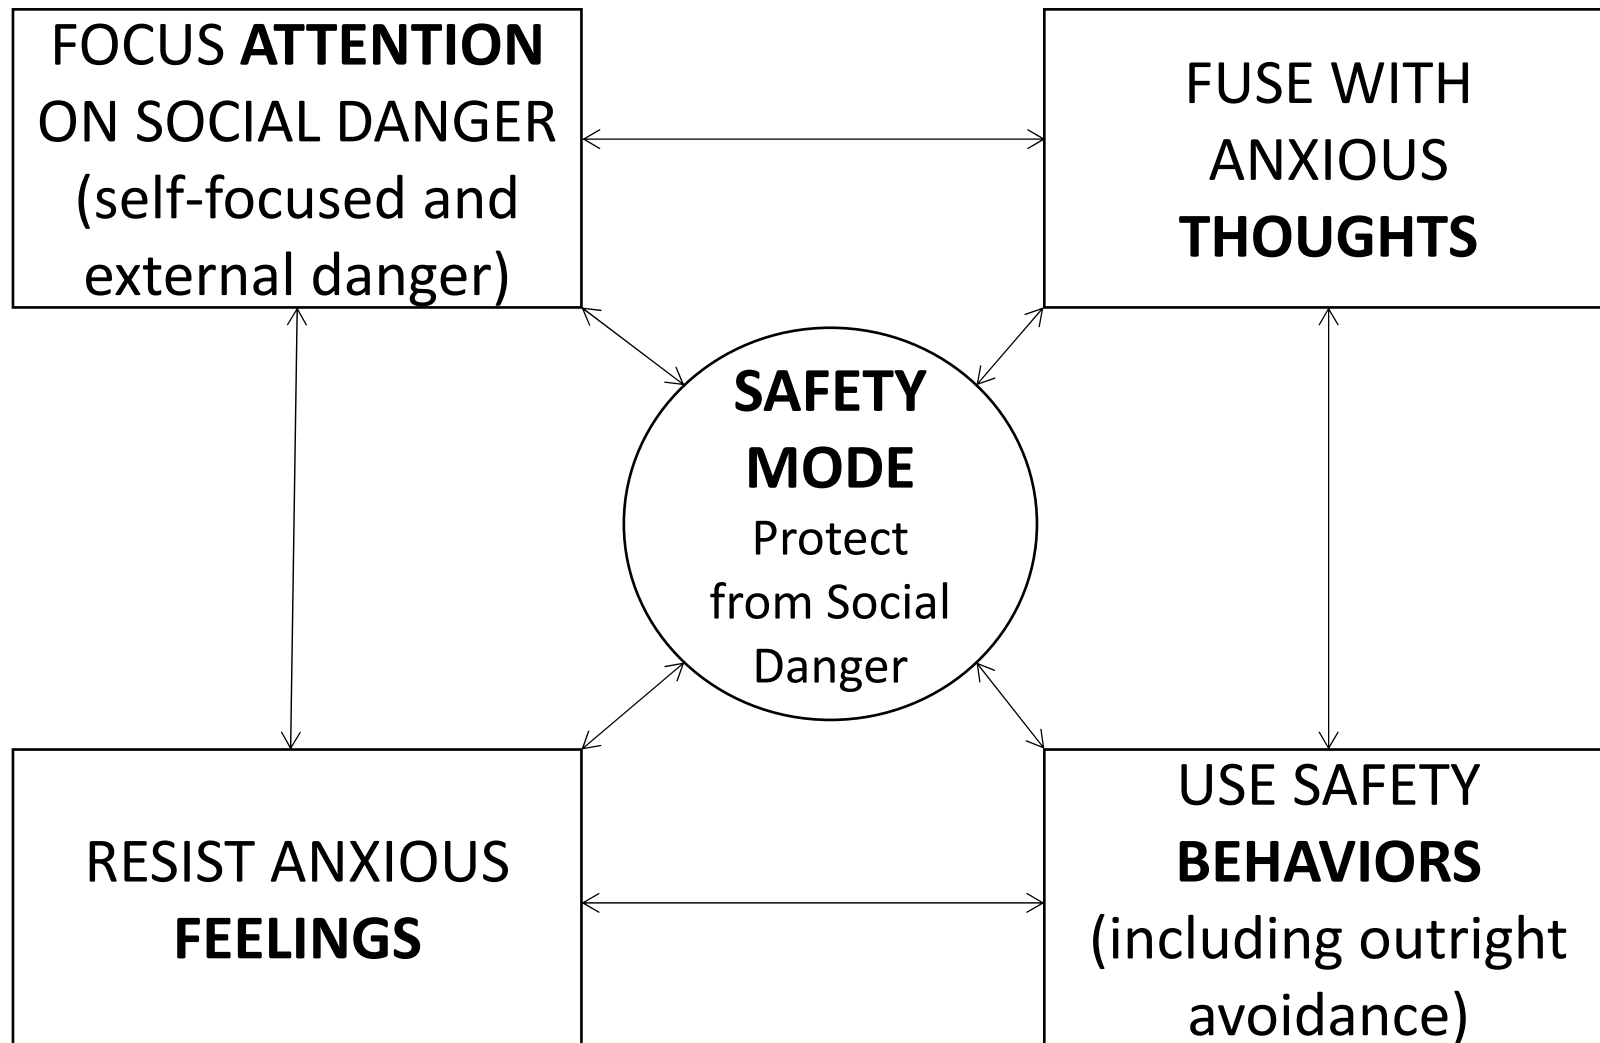 FOCUS ATTENTION
ON SOCIAL DANGER
(self-focused and
external danger)
FUSE WITH
ANXIOUS
THOUGHTS
SAFETY
MODE
Protect
from Social
Danger
RESIST ANXIOUS
FEELINGS
USE SAFETY
BEHAVIORS
(including outright
avoidance)